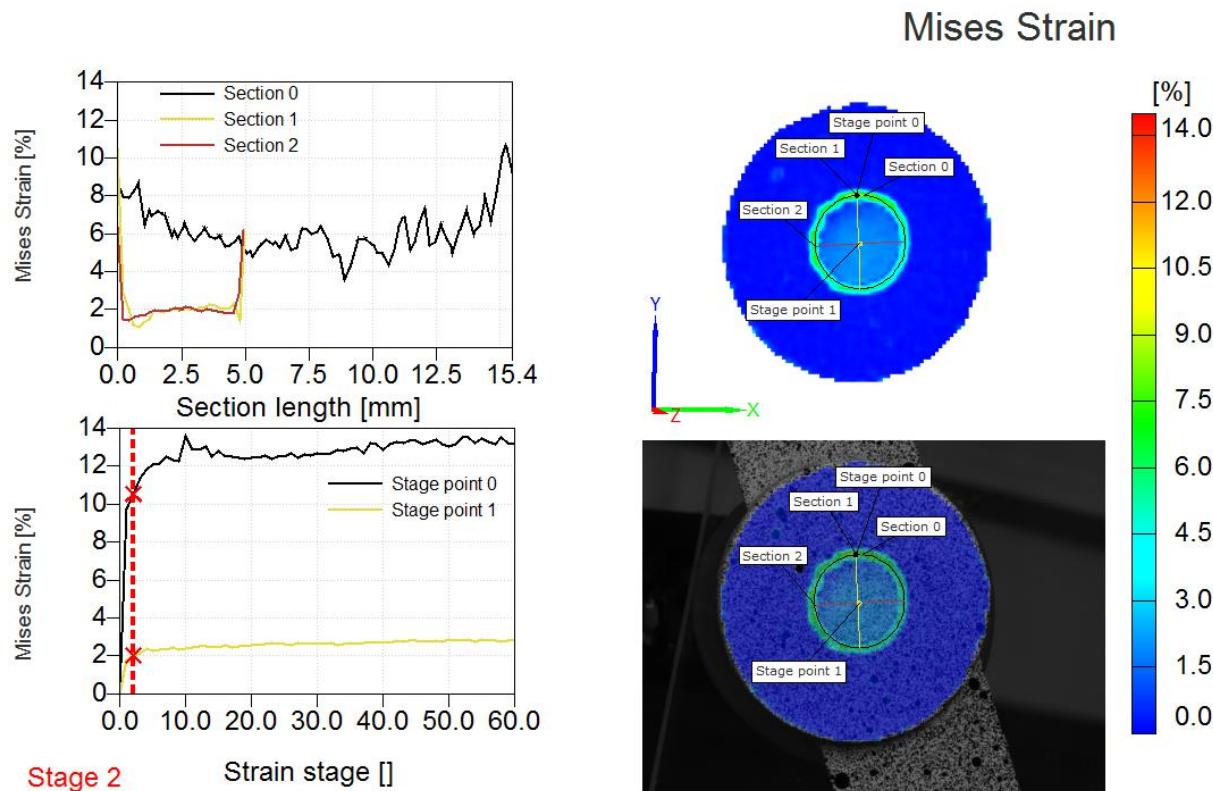 Mises Strain
14
12
10
8
6
4
2
0
Mises Strain [%]
Section 0
Section 1
Section 2
0.0 2.5 5.0 7.5 10.0 12.5 15.4
Section length [mm]
14
12
10
8
6
4
2
0
Mises Strain [%]
Stage point 0
Stage point 1
0.0 10.0 20.0 30.0 40.0 50.0 60.0
Strain stage []
Stage 2
Stage point 0
Section 1
Section 0
Section 2
Stage point 1
Y
X
Z
Stage point 0
Section 1
Section 0
Section 2
Stage point 1
[%]
14.0
12.0
10.5
9.0
7.5
6.0
4.5
3.0
1.5
0.0